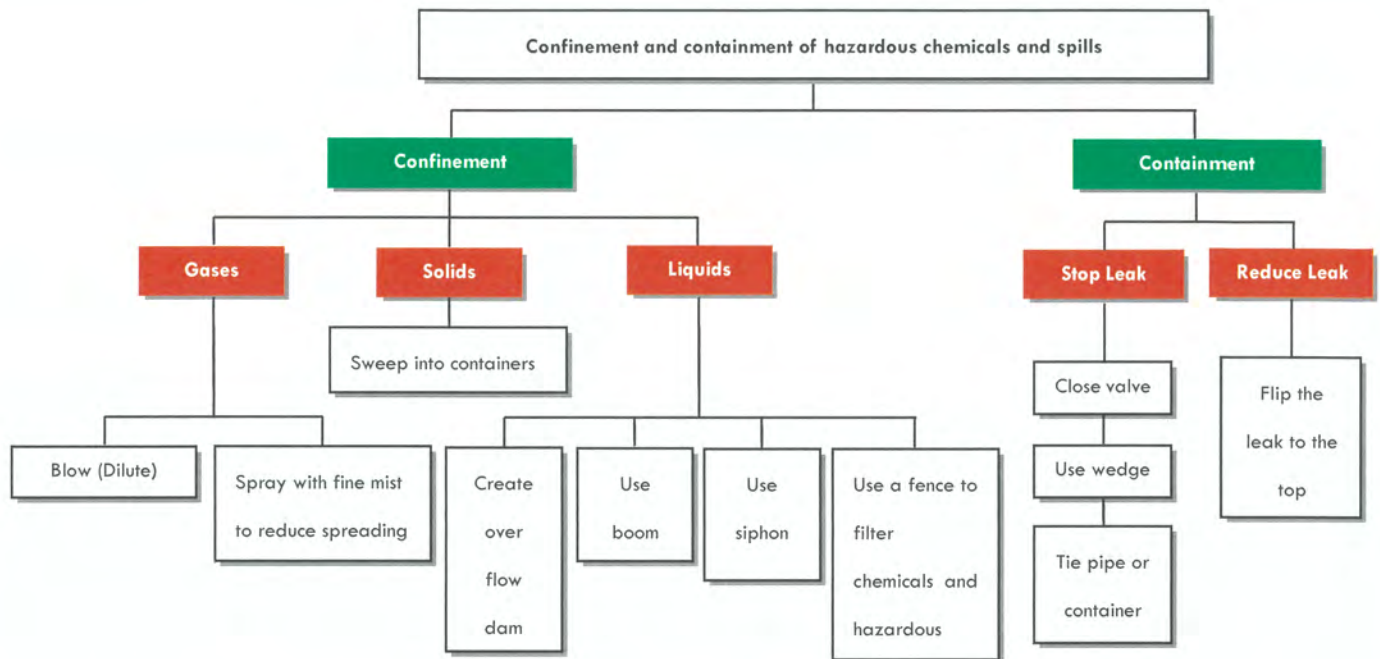 Confinement and containment of hazardous chemicals and spills
Confinement
Containment
Gases
Solids
Liquids
Stop Leak
Reduce Leak
Sweep into containers
Blow (Dilute)
Spray with fine mist
to reduce spreading
Create
over
flow
dam
Use
boom
Use
siphon
Use a fence to
filter
chemicals and
hazardous
Close valve
Use wedge
Tie pipe or
container
Flip the
leak to the
top